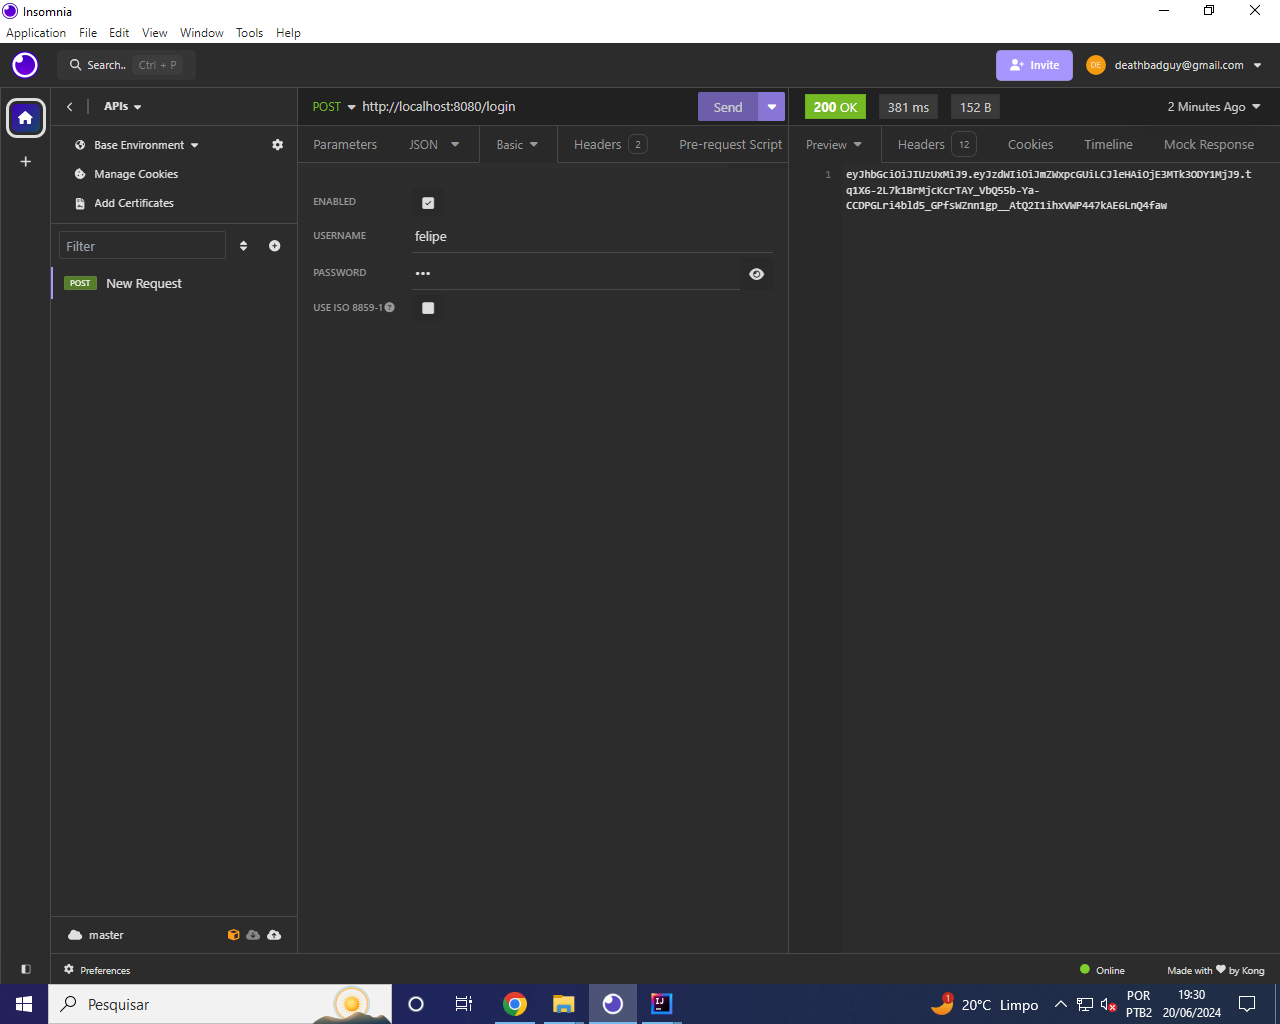 Insomnia
Application File Edit View Window Tools Help
Search.. Ctrl + P
Invite
DE deathbadguy@gmail.com
APIs
POST http://localhost:8080/login
Send
200 OK 381 ms 152 B
2 Minutes Ago
Base Environment
Manage Cookies
Add Certificates
Parameters JSON Basic Headers 2 Pre-request Script
Preview Headers 12 Cookies Timeline Mock Response
Filter
POST New Request
ENABLED
USERNAME felipe
PASSWORD •••
USE ISO 8859-1
1 eyJhbGciOiJIUzUxMiJ9.eyJzdWIiOiJmZWxpcGUiLCJleHAiOjE3MTk3ODY1MjJ9.t
q1X6-2L7k1BrMjcKcrTAY_VbQ55b-Ya-
CCDPGLri4bld5_GPfsWZnn1gp__AtQ2I1ihxVWP447kAE6LnQ4faw
master
Preferences
Online
Made with ❤ by Kong
Pesquisar
IJ
1
20°C Limpo
POR
PTB2
19:30
20/06/2024